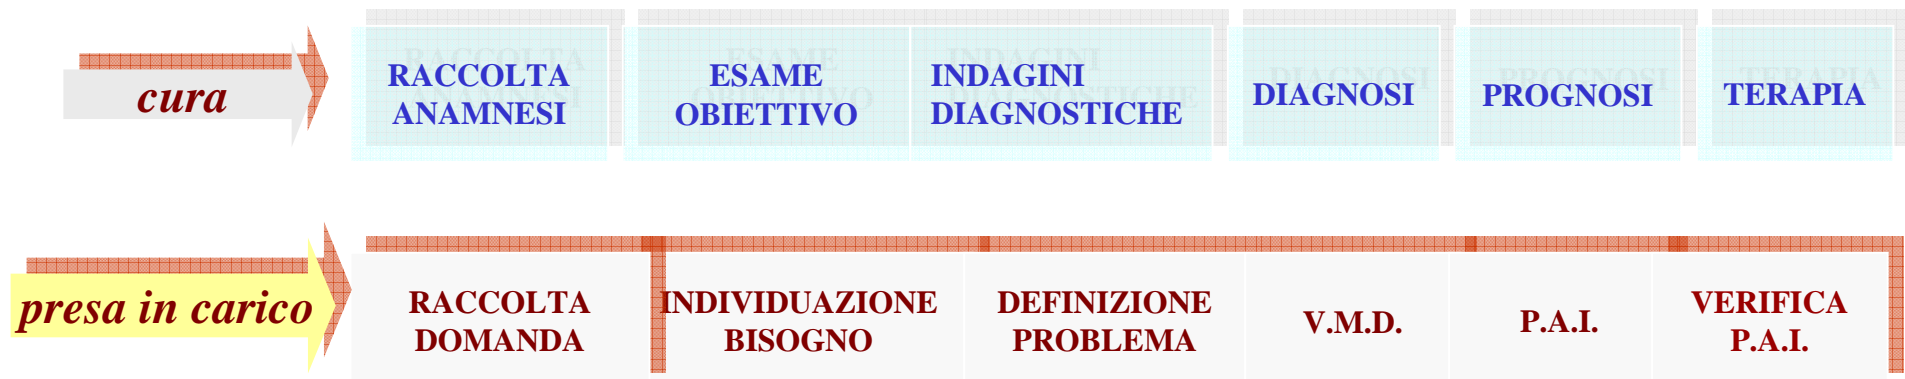 cura
RACCOLTA
ANAMNESI
ESAME
OBIETTIVO
INDAGINI
DIAGNOSTICHE
DIAGNOSI
PROGNOSI
TERAPIA
presa in carico
RACCOLTA
DOMANDA
INDIVIDUAZIONE
BISOGNO
DEFINIZIONE
PROBLEMA
V.M.D.
P.A.I.
VERIFICA
P.A.I.